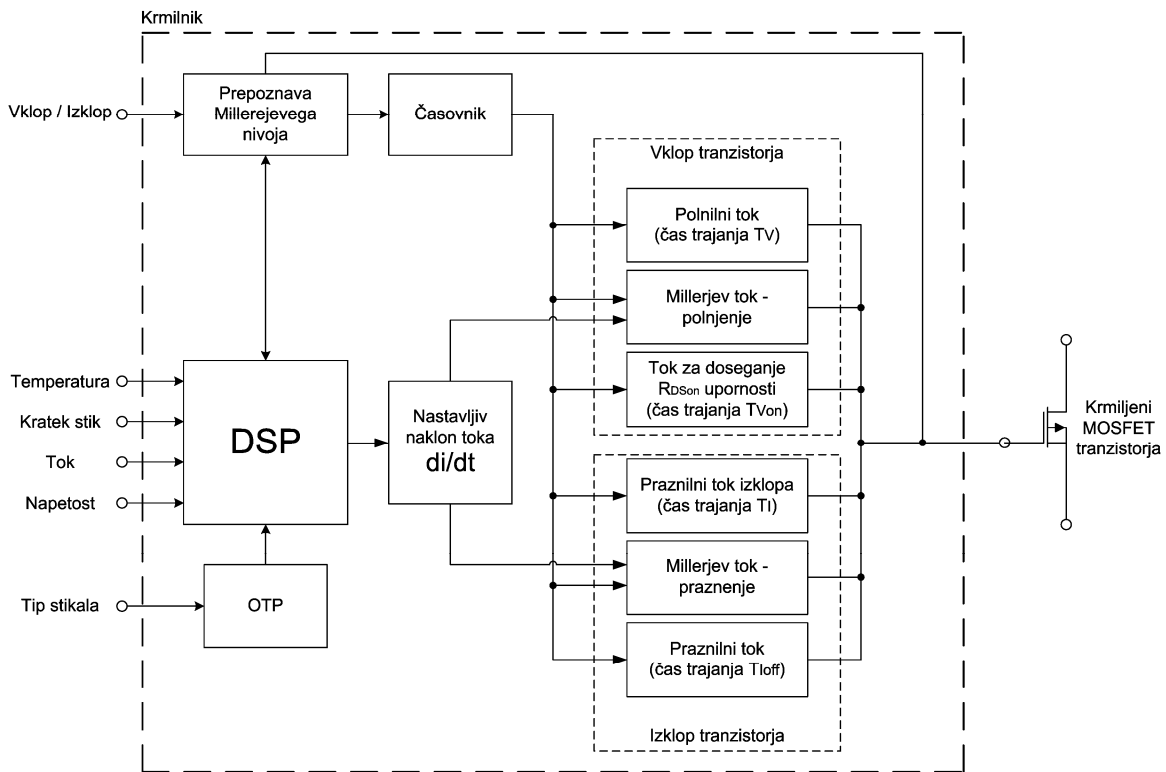 Krmilnik
Vklop / Izklop
Prepoznava
Millerejevega
nivoja
Časovnik
Vklop tranzistorja
Polnilni tok
(čas trajanja TV)
Millerjev tok -
polnjenje
Tok za doseganje
RDSon upornosti
(čas trajanja TVon)
Temperatura
Kratek stik
Tok
Napetost
DSP
Nastavljiv
naklon toka
di/dt
Krmiljeni
MOSFET
tranzistorja
Praznilni tok izklopa
(čas trajanja TI)
Millerjev tok -
praznenje
Praznilni tok
(čas trajanja TIoff)
Izklop tranzistorja
Tip stikala
OTP